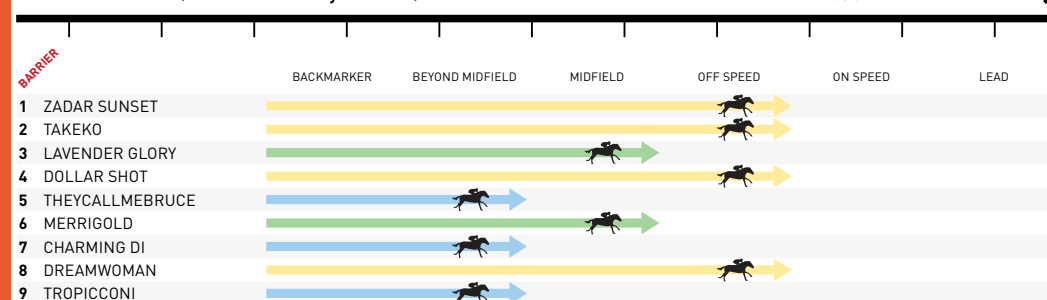 BARRIER
BACKMARKER BEYOND MIDFIELD MIDFIELD OFF SPEED ON SPEED LEAD
1 ZADAR SUNSET
2 TAKEKO
3 LAVENDER GLORY
4 DOLLAR SHOT
5 THEYCALLMEBRUCE
6 MERRIGOLD
7 CHARMING DI
8 DREAMWOMAN
9 TROPICCONI